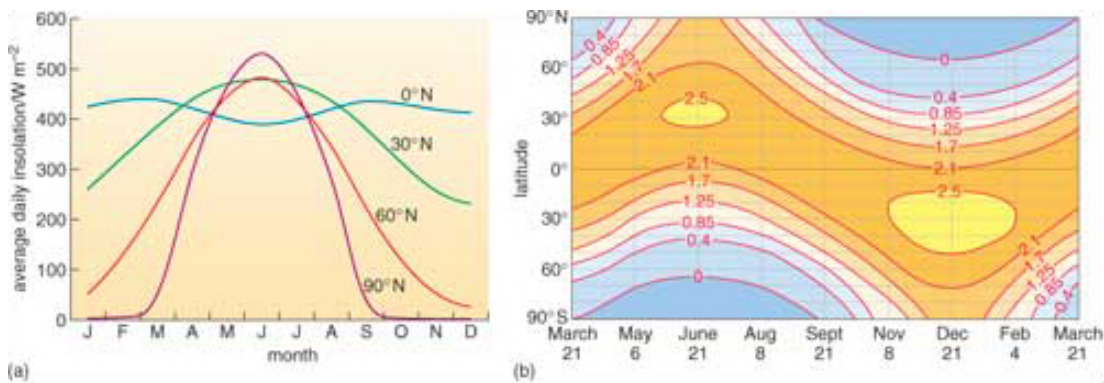 600
500
400
300
200
100
0
average daily insolation/W m⁻²
0°N
30°N
60°N
90°N
J F M A M J J A S O N D
month
(a)
90°N
60°
30°
0°
30°
60°
90°S
latitude
0.4
0.85
1.25
1.7
2.1
2.5
0
0.4
0.85
1.25
1.7
2.1
2.1
1.7
1.25
0.85
0.4
0
2.5
2.1
1.7
1.25
0.85
0.4
March May June Aug Sept Nov Dec Feb March
21 6 21 8 21 8 21 4 21
(b)